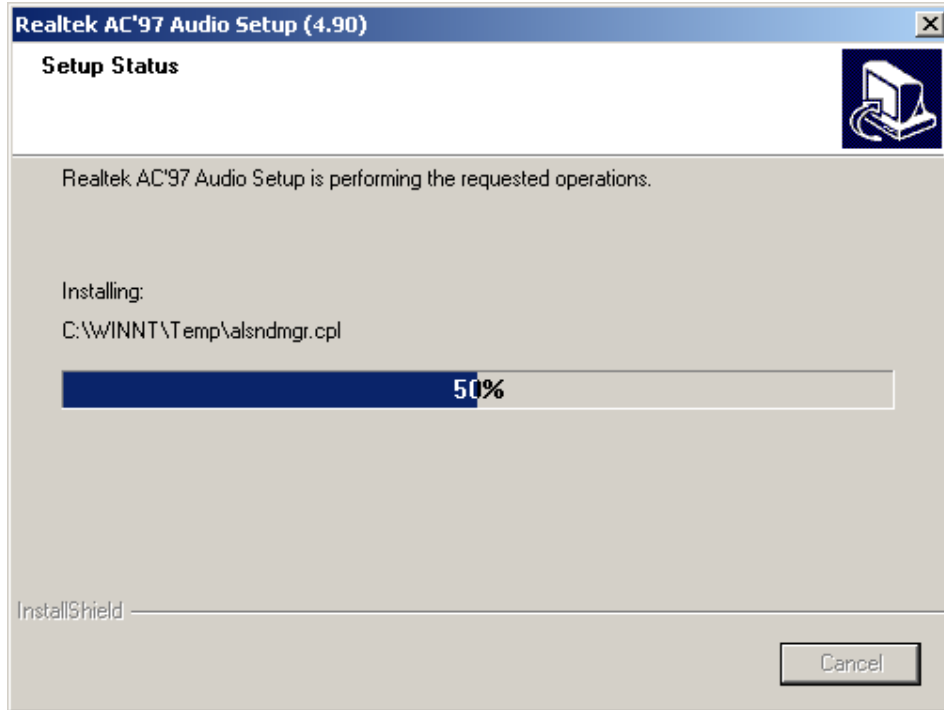 Realtek AC'97 Audio Setup (4.90)
Setup Status
Realtek AC'97 Audio Setup is performing the requested operations.
Installing:
C:\WINNT\Temp\alsndmgr.cpl
50%
InstallShield
Cancel